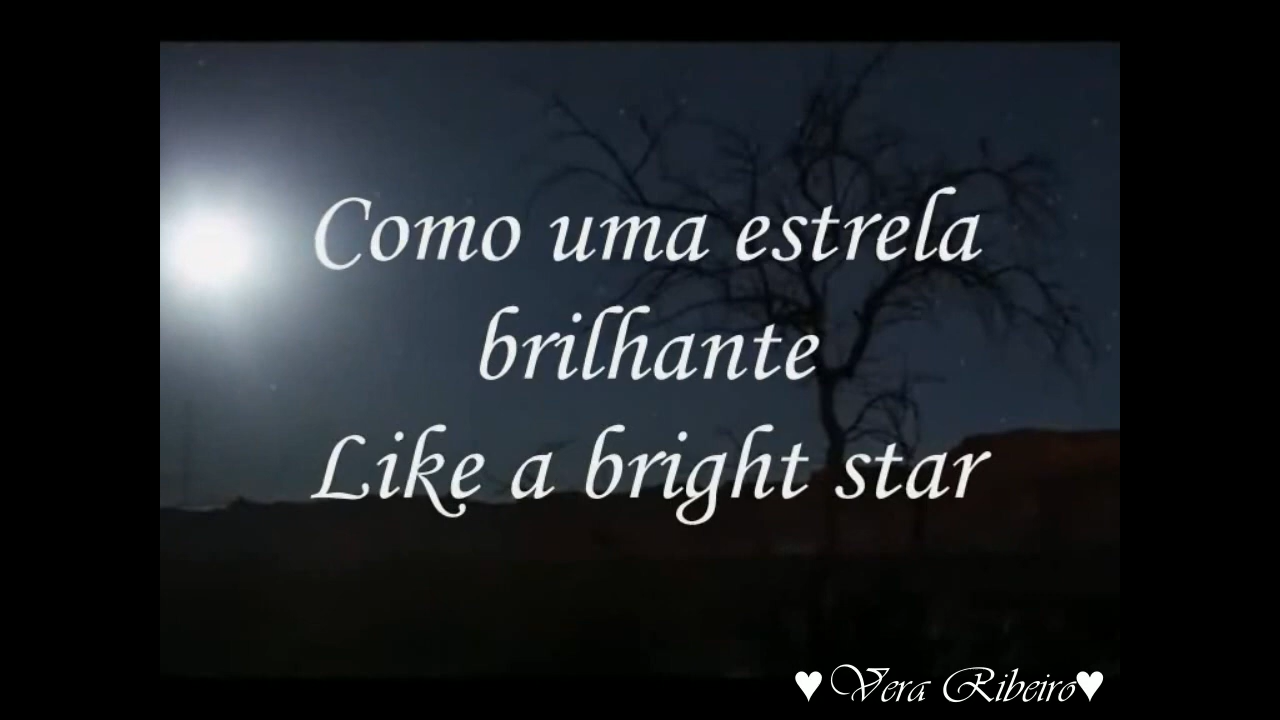 Como uma estrela
brilhante
Like a bright star
♥Vera Ribeiro♥